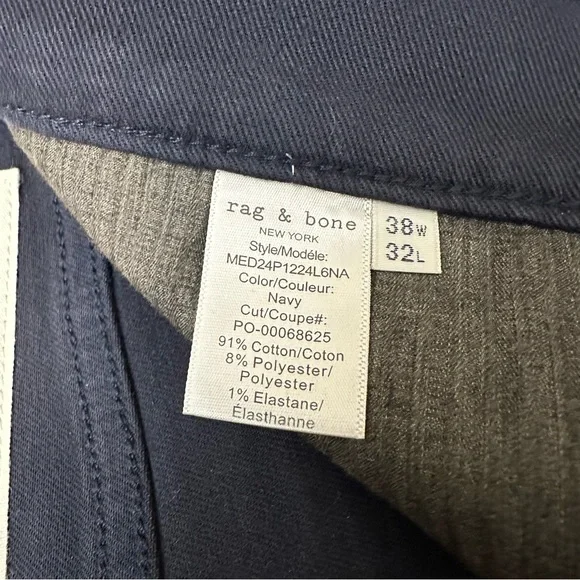 rag & bone
NEW YORK
Style/Modéle:
MED24P1224L6NA
Color/Couleur:
Navy
Cut/Coupe#:
PO-00068625
91% Cotton/Coton
8% Polyester/
Polyester
1% Elastane/
Élasthanne
38W
32L